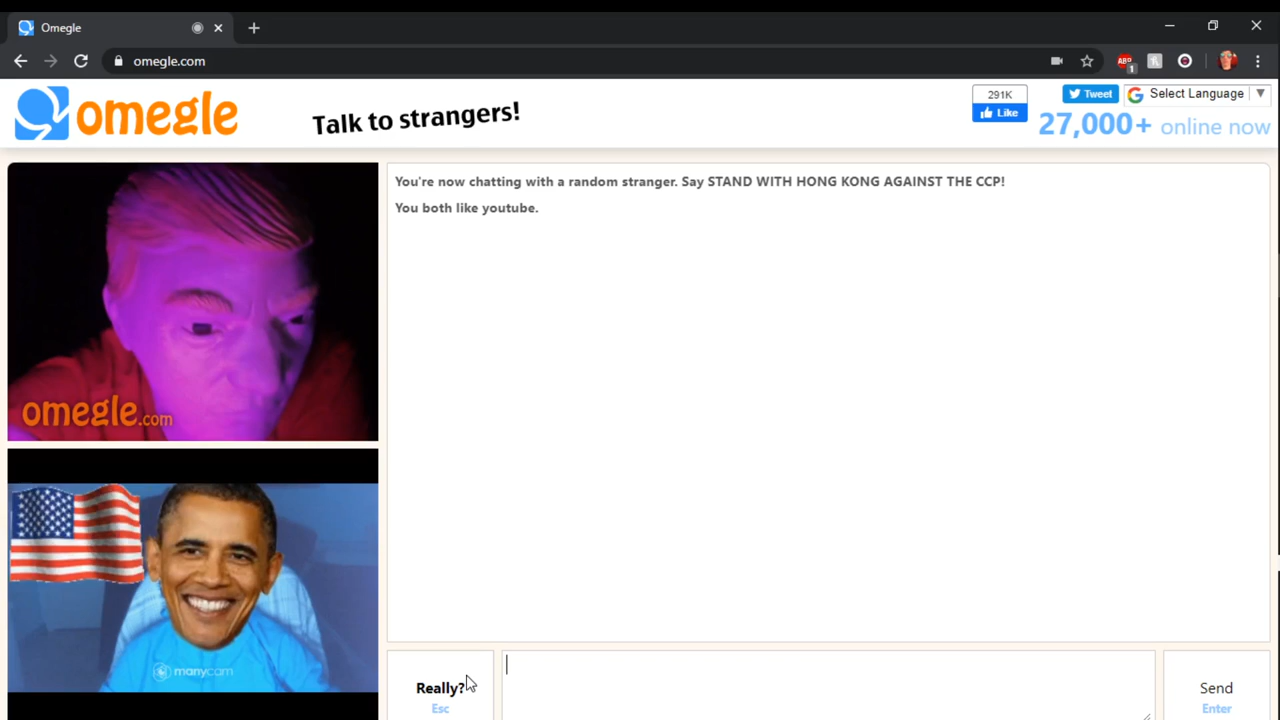 Omegle
omegle.com
omegle
Talk to strangers!
291K
Like
Tweet
Select Language
27,000+ online now
omegle.com
You're now chatting with a random stranger. Say STAND WITH HONG KONG AGAINST THE CCP!
You both like youtube.
manycam
Really?
Esc
Send
Enter